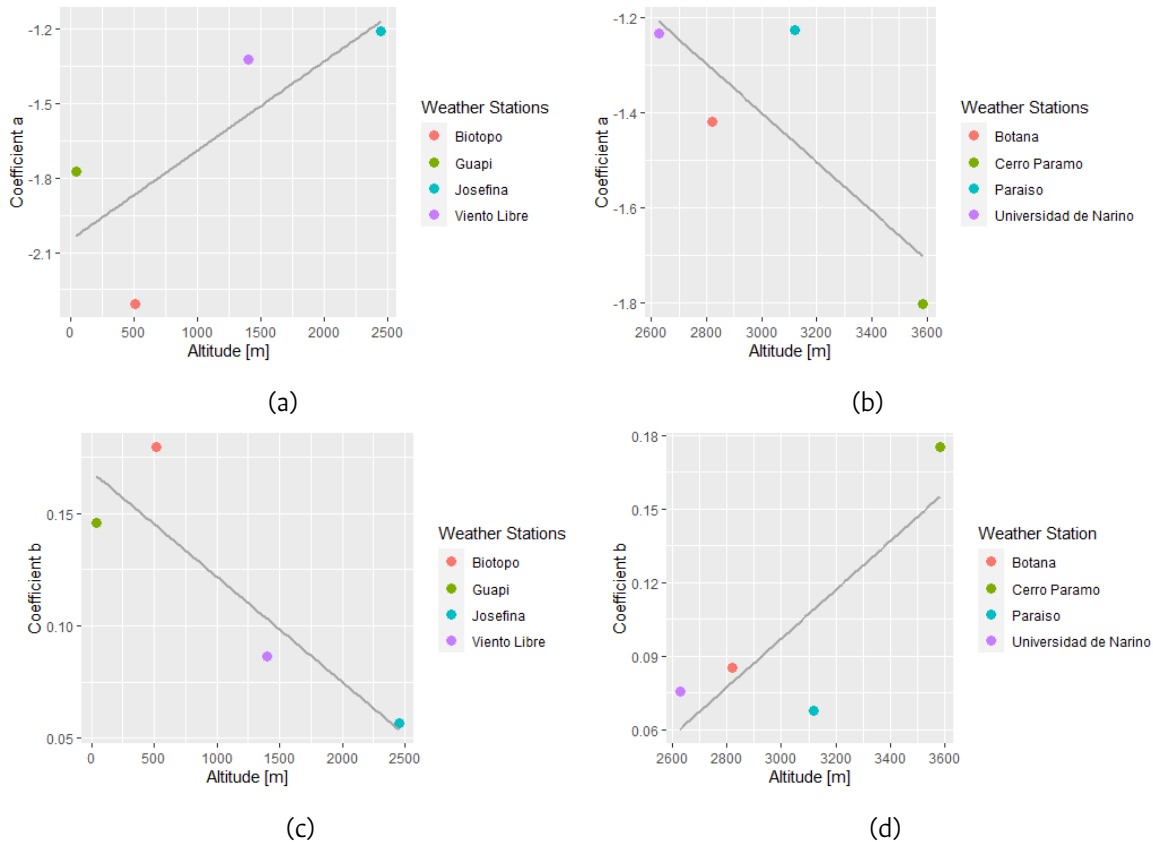 -1.2
-1.5
-1.8
-2.1
Coefficient a
0 500 1000 1500 2000 2500
Altitude [m]
Weather Stations
Biotopo
Guapi
Josefina
Viento Libre
(a)
-1.2
-1.4
-1.6
-1.8
Coefficient a
2600 2800 3000 3200 3400 3600
Altitude [m]
Weather Stations
Botana
Cerro Paramo
Paraiso
Universidad de Narino
(b)
0.15
0.10
0.05
Coefficient b
0 500 1000 1500 2000 2500
Altitude [m]
Weather Stations
Biotopo
Guapi
Josefina
Viento Libre
(c)
0.18
0.15
0.12
0.09
0.06
Coefficient b
2600 2800 3000 3200 3400 3600
Altitude [m]
Weather Station
Botana
Cerro Paramo
Paraiso
Universidad de Narino
(d)